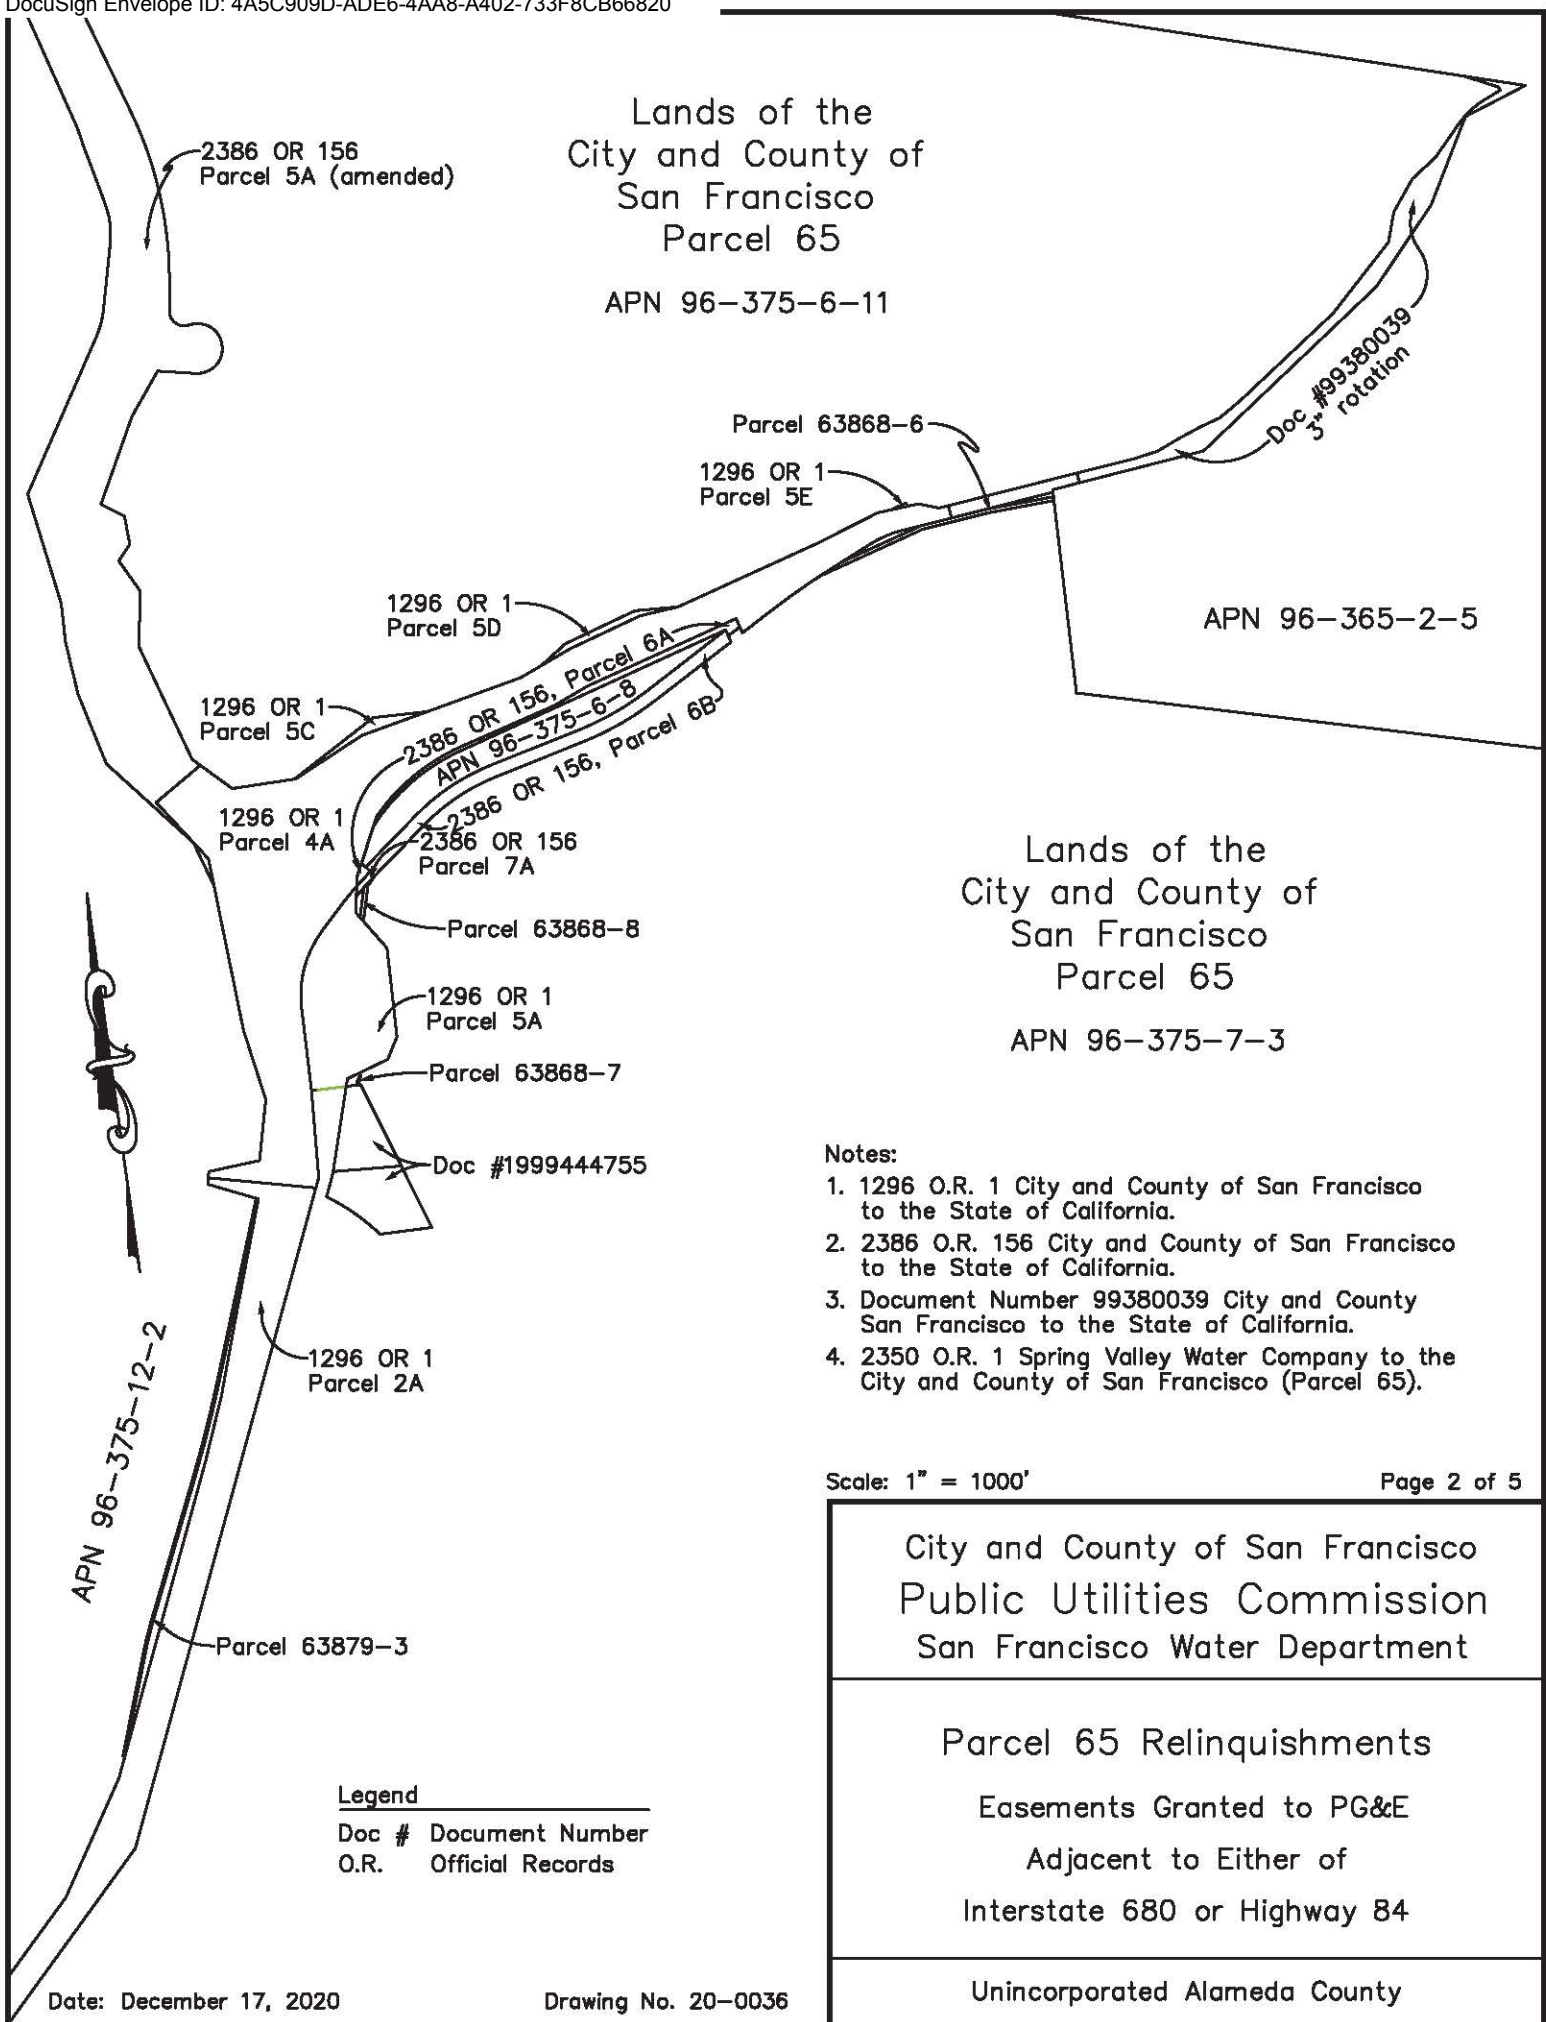 DocuSign Envelope ID: 4A5C909D-ADE6-4AA8-A402-733F8CB66820
Lands of the
City and County of
San Francisco
Parcel 65
APN 96-375-6-11
2386 OR 156
Parcel 5A (amended)
Doc #99380039
3" rotation
Parcel 63868-6
1296 OR 1
Parcel 5E
1296 OR 1
Parcel 5D
APN 96-365-2-5
1296 OR 1
Parcel 5C
2386 OR 156, Parcel 6A
APN 96-375-6-8
2386 OR 156, Parcel 6B
1296 OR 1
Parcel 4A
2386 OR 156
Parcel 7A
Parcel 63868-8
Lands of the
City and County of
San Francisco
Parcel 65
APN 96-375-7-3
1296 OR 1
Parcel 5A
Parcel 63868-7
Doc #1999444755
Notes:
1. 1296 O.R. 1 City and County of San Francisco
to the State of California.
2. 2386 O.R. 156 City and County of San Francisco
to the State of California.
3. Document Number 99380039 City and County
San Francisco to the State of California.
4. 2350 O.R. 1 Spring Valley Water Company to the
City and County of San Francisco (Parcel 65).
APN 96-375-12-2
1296 OR 1
Parcel 2A
Parcel 63879-3
Scale: 1" = 1000'
Page 2 of 5
City and County of San Francisco
Public Utilities Commission
San Francisco Water Department
Parcel 65 Relinquishments
Easements Granted to PG&E
Adjacent to Either of
Interstate 680 or Highway 84
Unincorporated Alameda County
Legend
Doc # Document Number
O.R. Official Records
Date: December 17, 2020
Drawing No. 20-0036